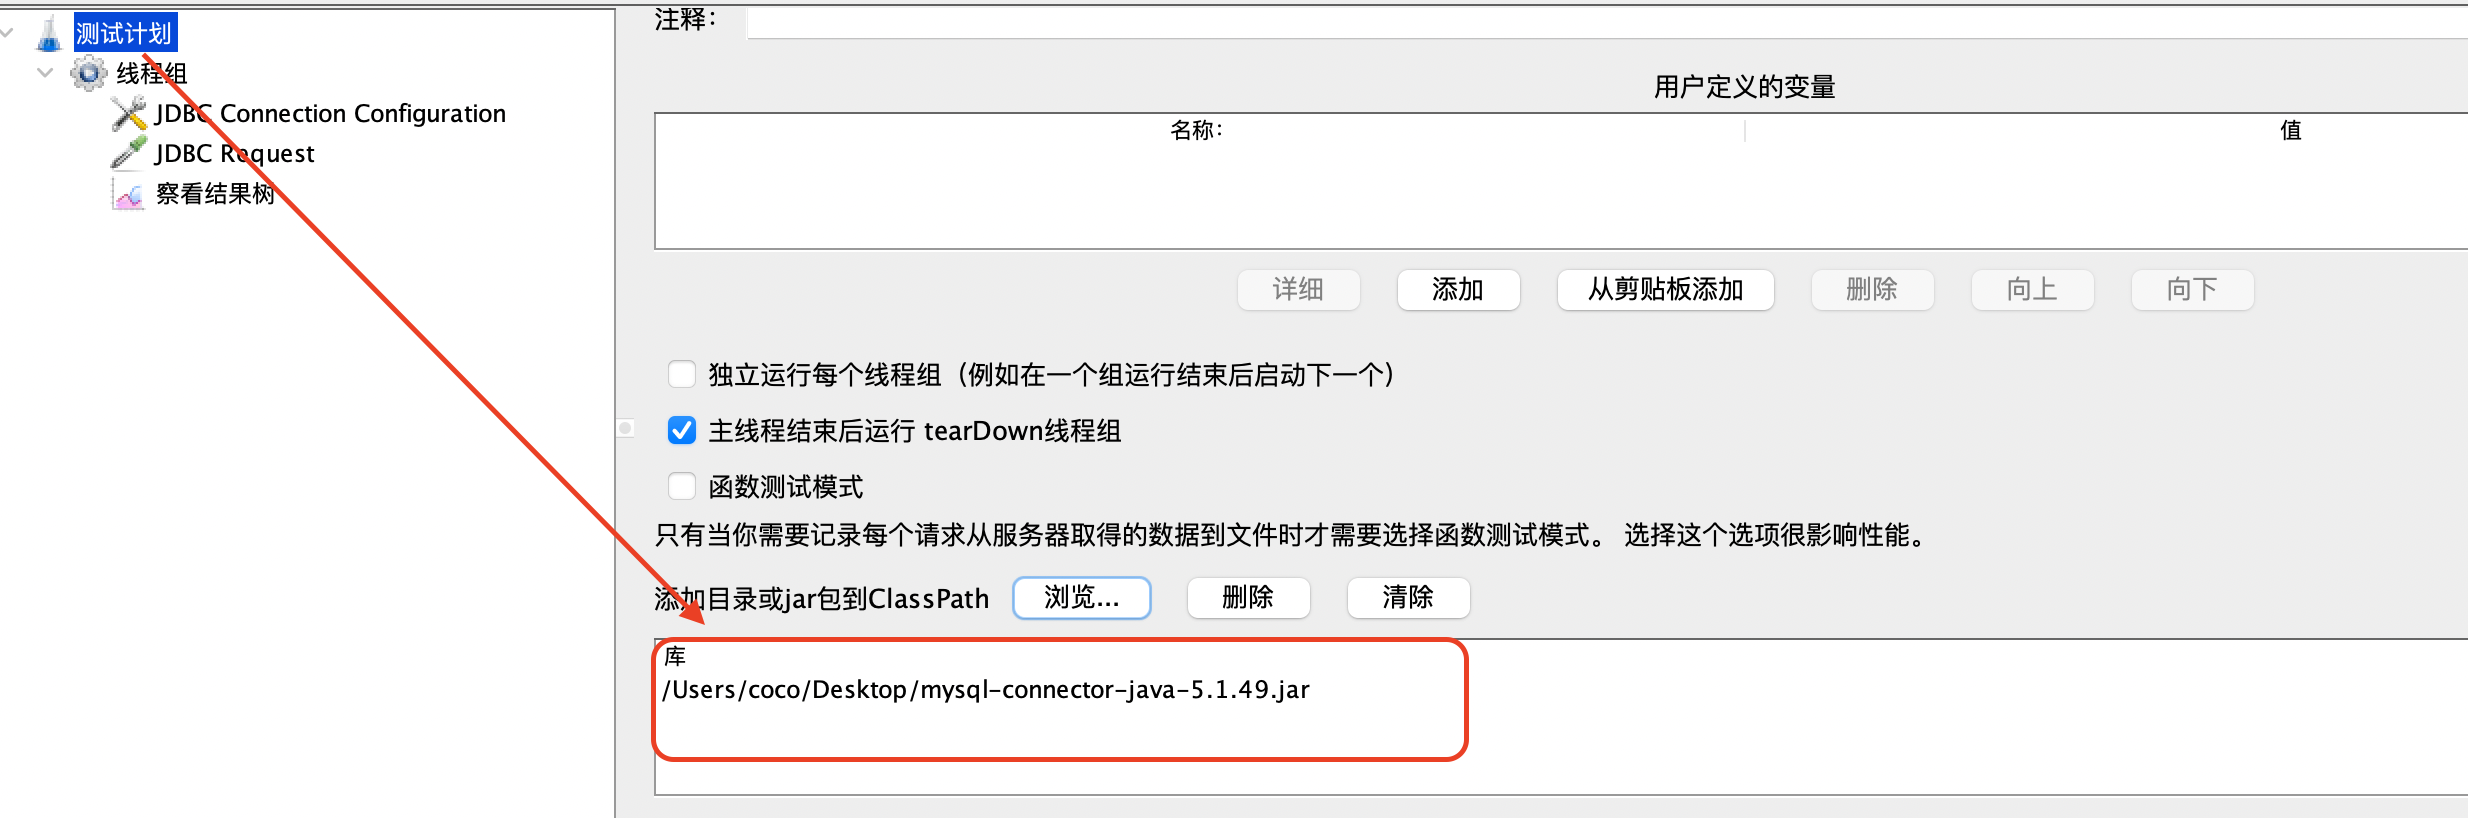 测试计划
线程组
JDBC Connection Configuration
JDBC Request
察看结果树
注释：
用户定义的变量
名称： 值
详细 添加 从剪贴板添加 删除 向上 向下
独立运行每个线程组（例如在一个组运行结束后启动下一个）
主线程结束后运行 tearDown线程组
函数测试模式
只有当你需要记录每个请求从服务器取得的数据到文件时才需要选择函数测试模式。 选择这个选项很影响性能。
添加目录或jar包到ClassPath 浏览... 删除 清除
库
/Users/coco/Desktop/mysql-connector-java-5.1.49.jar